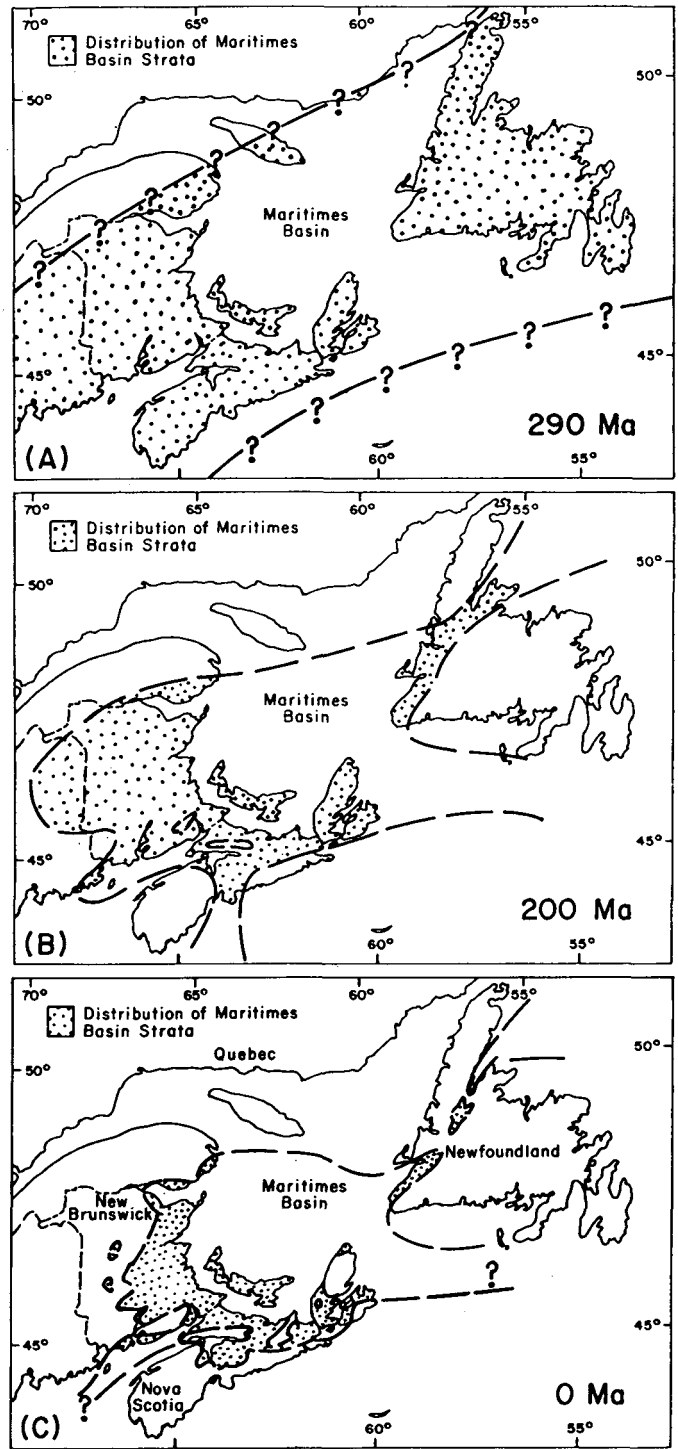 70° 65° 60° 55°
Distribution of Maritimes
Basin Strata
50° 50°
? ? ? ? ? ? ? ?
Maritimes
Basin
45° 45°
? ? ? ? ? ?
(A) 290 Ma
65° 60° 55°
70° 65° 60° 55°
Distribution of Maritimes
Basin Strata
50° 50°
Maritimes
Basin
45° 45°
(B) 200 Ma
65° 60° 55°
70° 65° 60° 55°
Distribution of Maritimes
Basin Strata
Quebec
50° 50°
Newfoundland
New
Brunswick
Maritimes
Basin
?
45° 45°
Nova
Scotia
?
(C) 0 Ma
65° 60° 55°